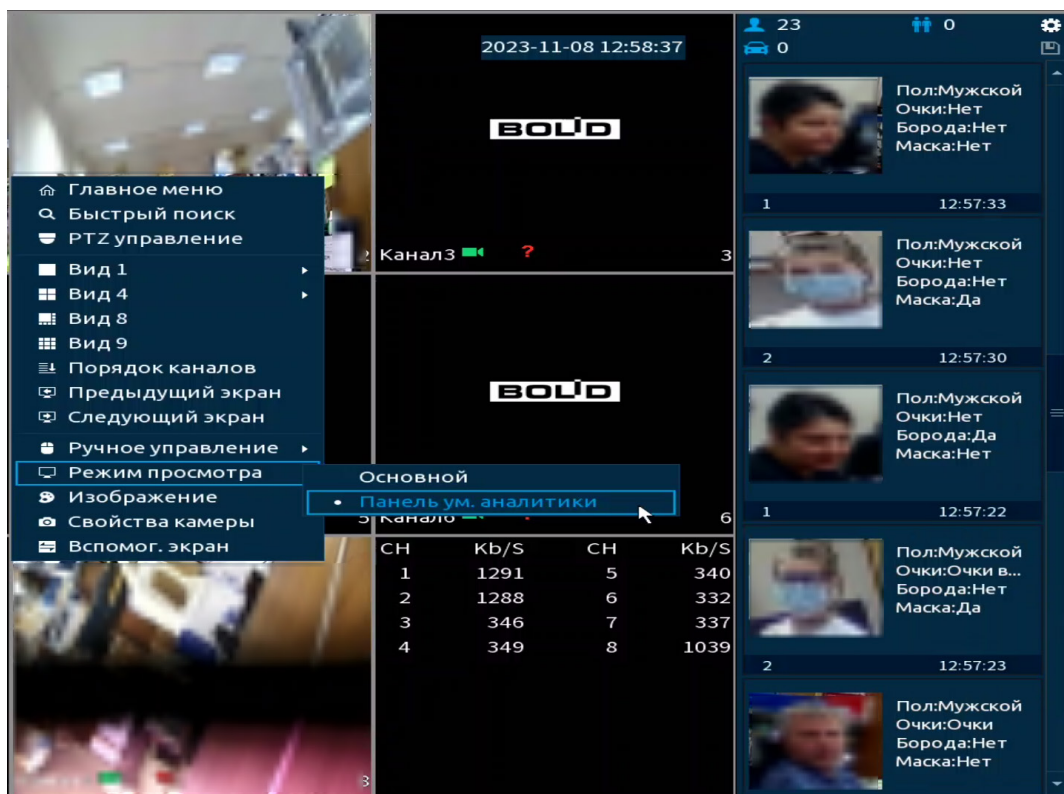 2023-11-08 12:58:37
BOLID
Канал3 ? 3
BOLID
Канал6 6
5
Главное меню
Быстрый поиск
PTZ управление
Вид 1
Вид 4
Вид 8
Вид 9
Порядок каналов
Предыдущий экран
Следующий экран
Ручное управление
Режим просмотра
Изображение
Свойства камеры
Вспомог. экран
Основной
• Панель ум. аналитики
CH Kb/S CH Kb/S
1 1291 5 340
2 1288 6 332
3 346 7 337
4 349 8 1039
23 0
0
Пол:Мужской
Очки:Нет
Борода:Нет
Маска:Нет
1 12:57:33
Пол:Мужской
Очки:Нет
Борода:Нет
Маска:Да
2 12:57:30
Пол:Мужской
Очки:Нет
Борода:Да
Маска:Нет
1 12:57:22
Пол:Мужской
Очки:Очки в...
Борода:Нет
Маска:Да
2 12:57:23
Пол:Мужской
Очки:Очки
Борода:Нет
Маска:Нет